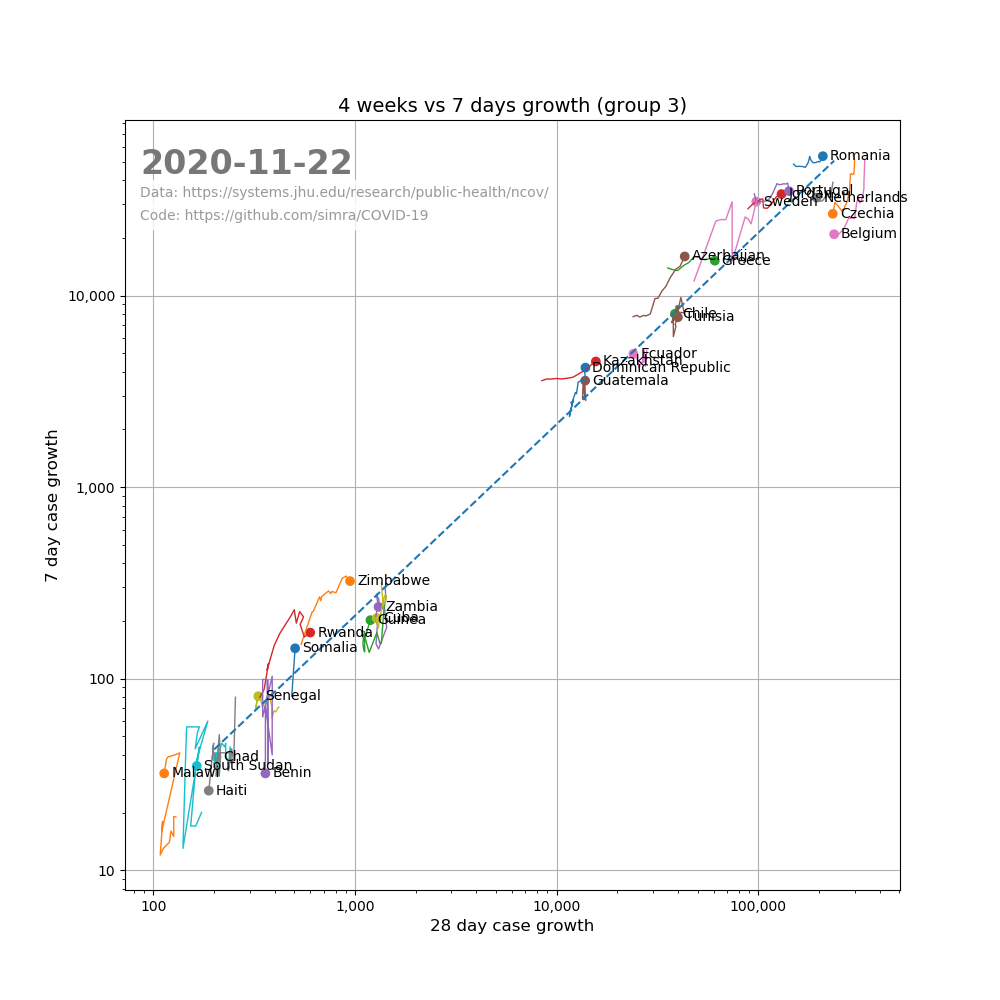 4 weeks vs 7 days growth (group 3)
2020-11-22
Data: https://systems.jhu.edu/research/public-health/ncov/
Code: https://github.com/simra/COVID-19
Romania
Portugal
Jordan
Netherlands
Sweden
Czechia
Belgium
Azerbaijan
Greece
10,000
Chile
Tunisia
Ecuador
Kazakhstan
Dominican Republic
Guatemala
7 day case growth
1,000
Zimbabwe
Zambia
Cuba
Guinea
Rwanda
Somalia
100
Senegal
Chad
South Sudan
Malawi
Benin
Haiti
10
100
1,000
10,000
100,000
28 day case growth